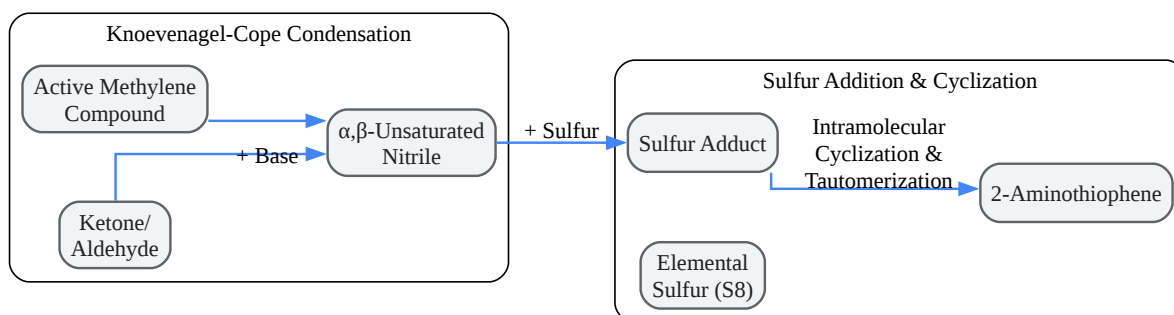 Knoevenagel-Cope Condensation
Active Methylene
Compound
+ Base
Ketone/
Aldehyde
α,β-Unsaturated
Nitrile
+ Sulfur
Sulfur Addition & Cyclization
Sulfur Adduct
Intramolecular
Cyclization &
Tautomerization
2-Aminothiophene
Elemental
Sulfur (S8)